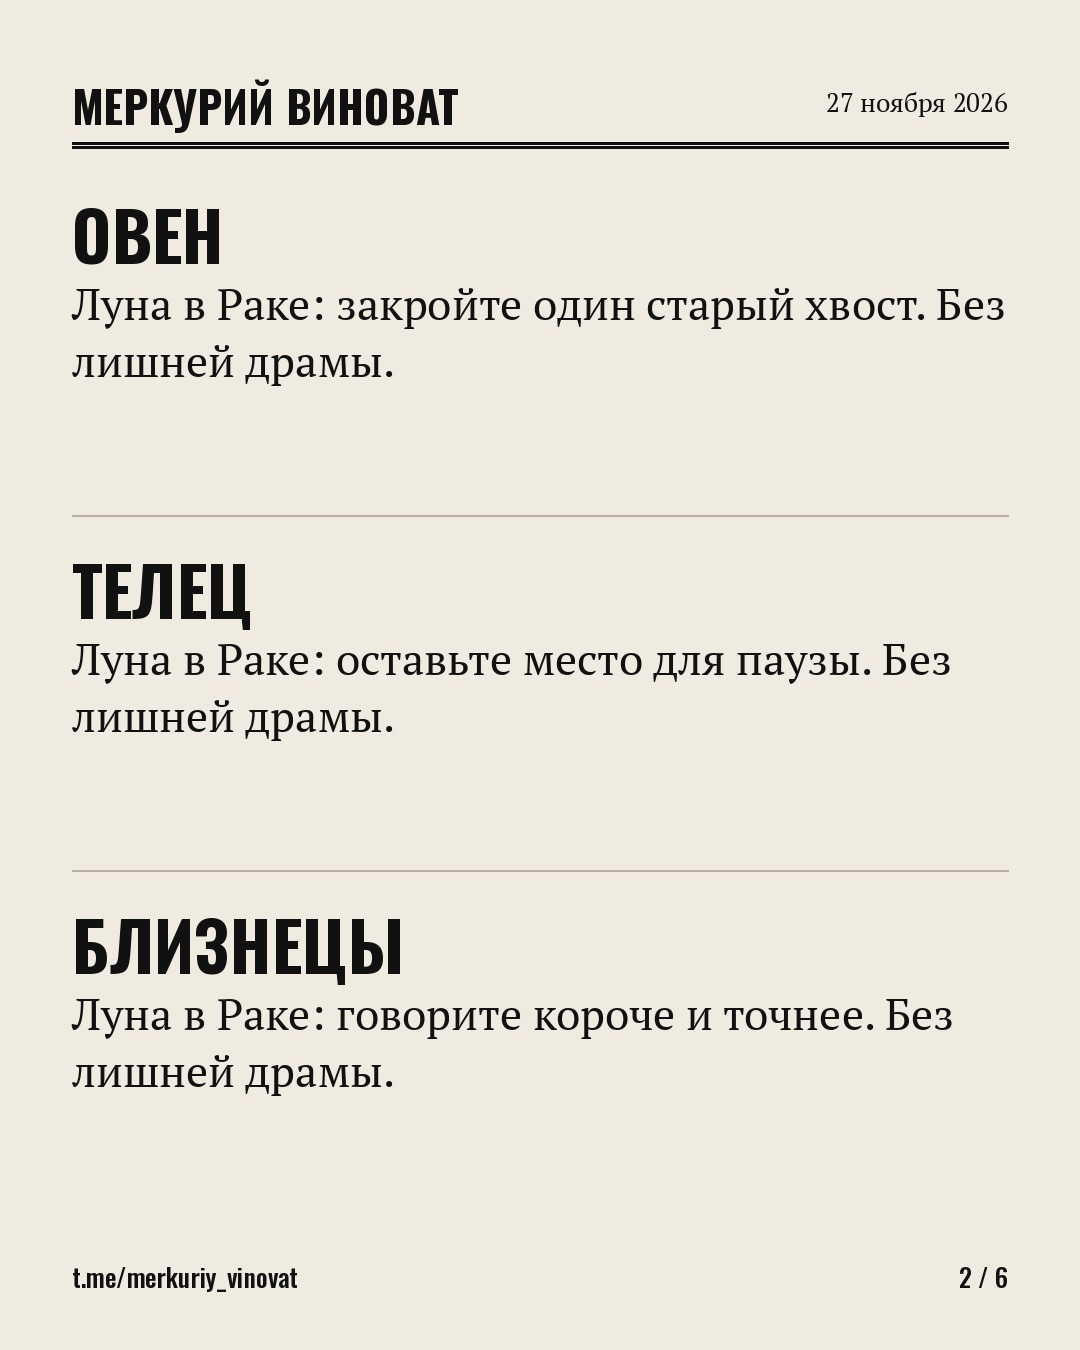 МЕРКУРИЙ ВИНОВАТ
27 ноября 2026
ОВЕН
Луна в Раке: закройте один старый хвост. Без
лишней драмы.
ТЕЛЕЦ
Луна в Раке: оставьте место для паузы. Без
лишней драмы.
БЛИЗНЕЦЫ
Луна в Раке: говорите короче и точнее. Без
лишней драмы.
t.me/merkuriy_vinovat
2 / 6